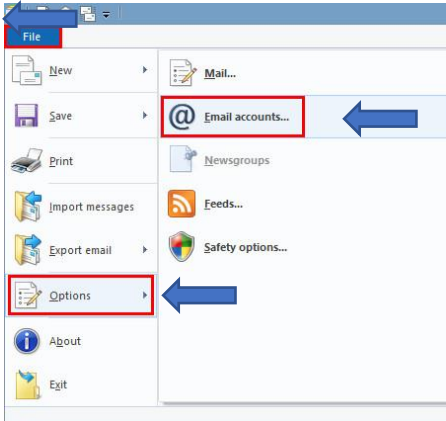 File
New
Save
Print
Import messages
Export email
Options
About
Exit
Mail...
Email accounts...
Newsgroups
Feeds...
Safety options...